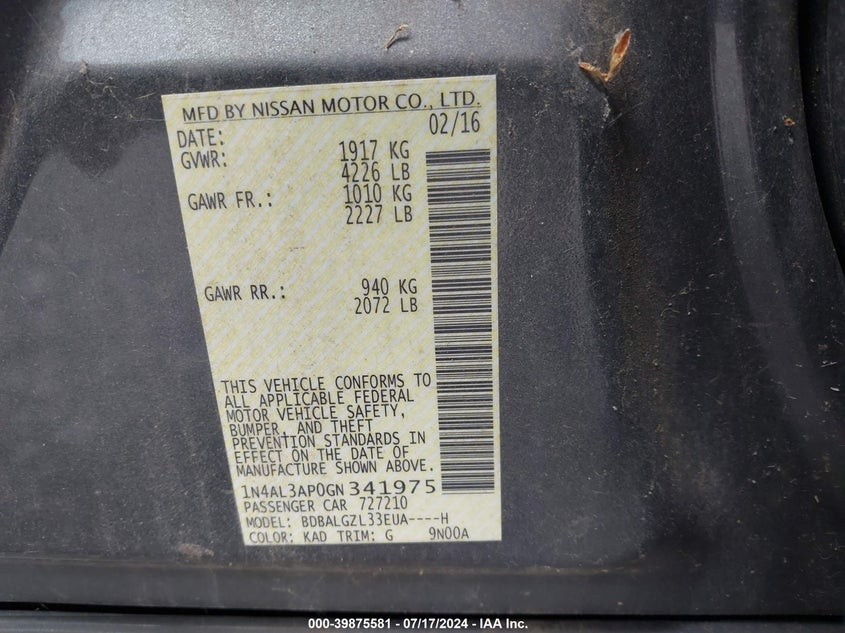 MFD BY NISSAN MOTOR CO., LTD.
DATE: 02/16
GVWR: 1917 KG
4226 LB
GAWR FR.: 1010 KG
2227 LB
GAWR RR.: 940 KG
2072 LB
THIS VEHICLE CONFORMS TO
ALL APPLICABLE FEDERAL
MOTOR VEHICLE SAFETY,
BUMPER, AND THEFT
PREVENTION STANDARDS IN
EFFECT ON THE DATE OF
MANUFACTURE SHOWN ABOVE.
1N4AL3AP0GN341975
PASSENGER CAR 727210
MODEL: BDBALGZL33EUA----H
COLOR: KAD TRIM: G 9N00A
000-39875581 - 07/17/2024 - IAA Inc.